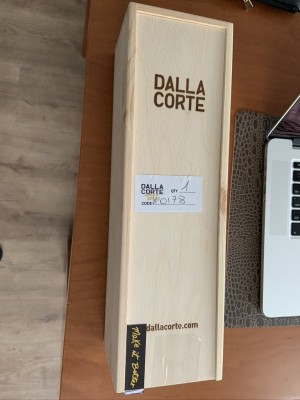 DALLA
CORTE
DALLA
CORTE
QTY 1
CODE
0178
dallacorte.com
Make it Better